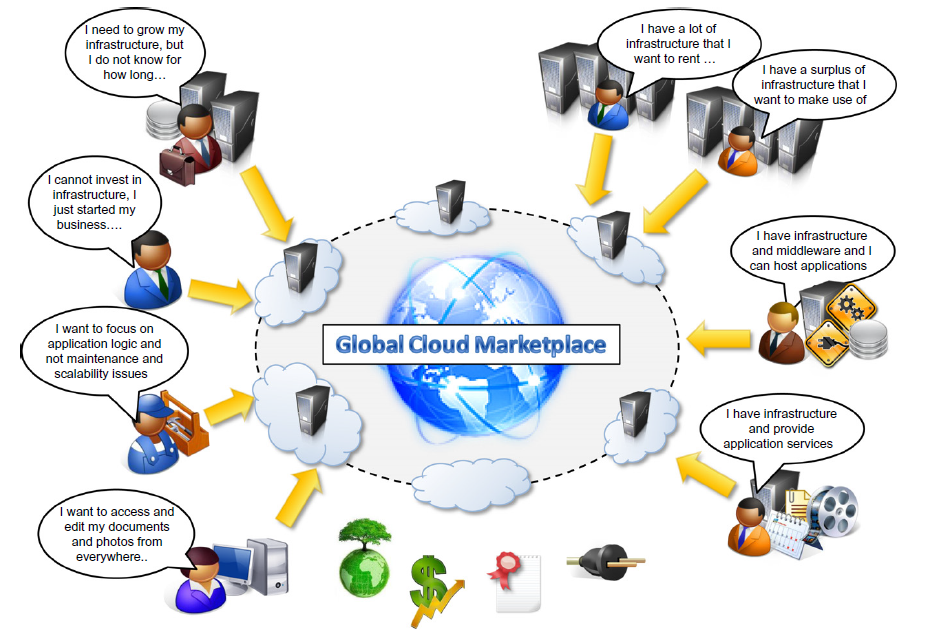 I need to grow my
infrastructure, but
I do not know for
how long…
I cannot invest in
infrastructure, I
just started my
business….
I want to focus on
application logic and
not maintenance and
scalability issues
I want to access and
edit my documents
and photos from
everywhere..
Global Cloud Marketplace
I have a lot of
infrastructure that I
want to rent …
I have a surplus of
infrastructure that I
want to make use of
I have infrastructure
and middleware and I
can host applications
I have infrastructure
and provide
application services